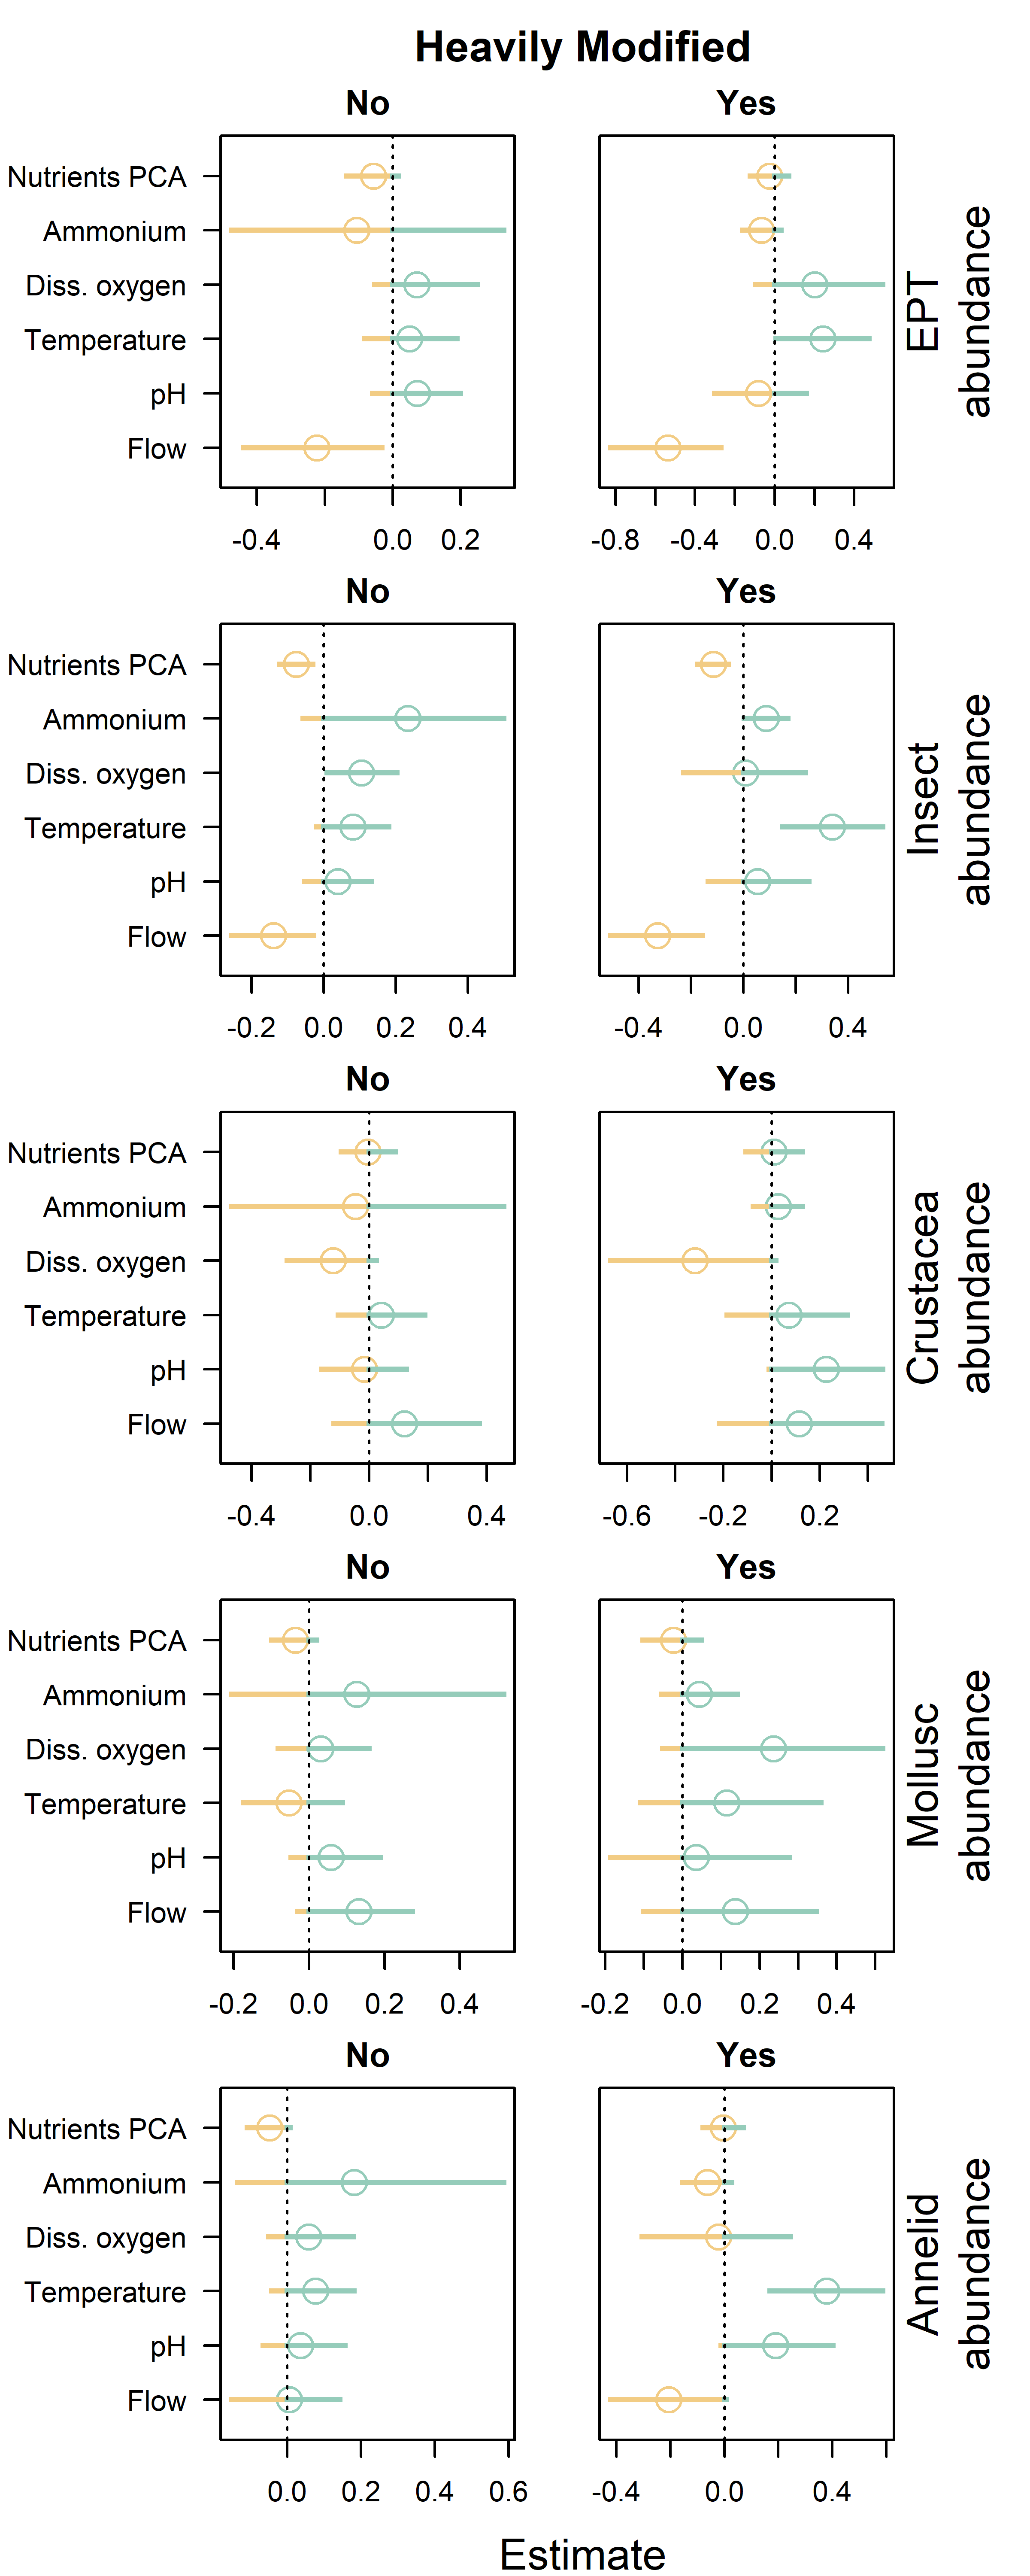 Heavily Modified
No Yes
Nutrients PCA
Ammonium
Diss. oxygen
Temperature
pH
Flow
-0.4 0.0 0.2 -0.8 -0.4 0.0 0.4
EPT
abundance
No Yes
Nutrients PCA
Ammonium
Diss. oxygen
Temperature
pH
Flow
-0.2 0.0 0.2 0.4 -0.4 0.0 0.4
Insect
abundance
No Yes
Nutrients PCA
Ammonium
Diss. oxygen
Temperature
pH
Flow
-0.4 0.0 0.4 -0.6 -0.2 0.2
Crustacea
abundance
No Yes
Nutrients PCA
Ammonium
Diss. oxygen
Temperature
pH
Flow
-0.2 0.0 0.2 0.4 -0.2 0.0 0.2 0.4
Mollusc
abundance
No Yes
Nutrients PCA
Ammonium
Diss. oxygen
Temperature
pH
Flow
0.0 0.2 0.4 0.6 -0.4 0.0 0.4
Annelid
abundance
Estimate